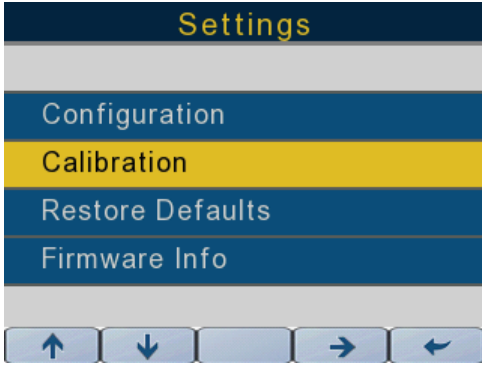 Settings
Configuration
Calibration
Restore Defaults
Firmware Info